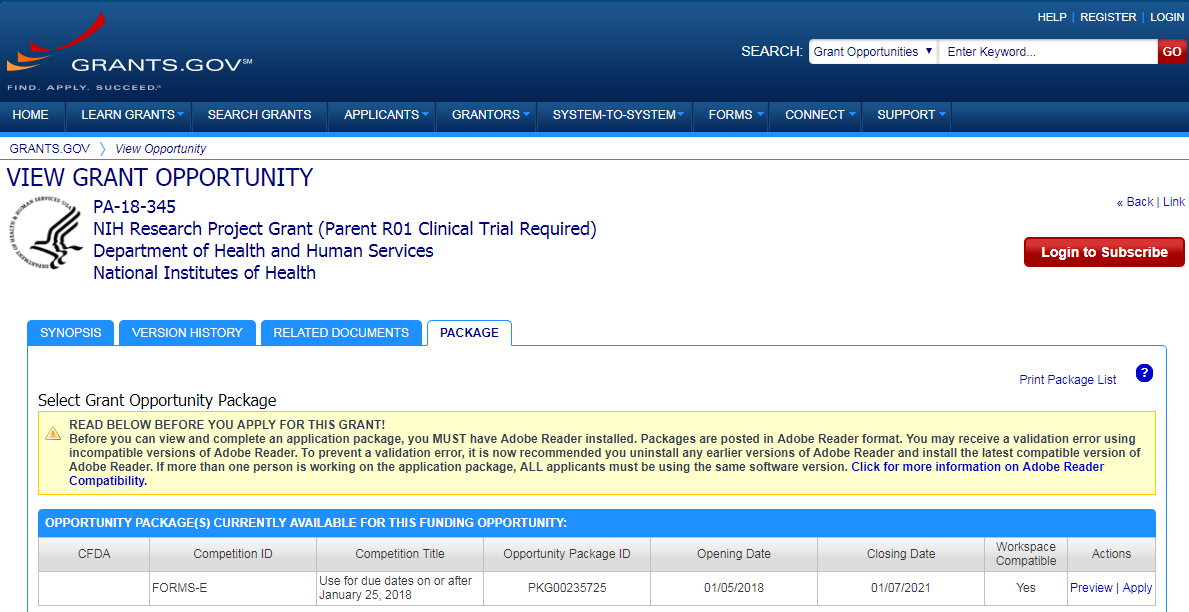 HELP | REGISTER | LOGIN
SEARCH: Grant Opportunities Enter Keyword... GO
GRANTS.GOV℠
FIND. APPLY. SUCCEED.℠
HOME LEARN GRANTS SEARCH GRANTS APPLICANTS GRANTORS SYSTEM-TO-SYSTEM FORMS CONNECT SUPPORT
GRANTS.GOV 〉 View Opportunity
VIEW GRANT OPPORTUNITY
« Back | Link
DEPARTMENT OF HEALTH & HUMAN SERVICES USA
PA-18-345
NIH Research Project Grant (Parent R01 Clinical Trial Required)
Department of Health and Human Services
National Institutes of Health
Login to Subscribe
SYNOPSIS VERSION HISTORY RELATED DOCUMENTS PACKAGE
Print Package List ?
Select Grant Opportunity Package
READ BELOW BEFORE YOU APPLY FOR THIS GRANT!
Before you can view and complete an application package, you MUST have Adobe Reader installed. Packages are posted in Adobe Reader format. You may receive a validation error using
incompatible versions of Adobe Reader. To prevent a validation error, it is now recommended you uninstall any earlier versions of Adobe Reader and install the latest compatible version of
Adobe Reader. If more than one person is working on the application package, ALL applicants must be using the same software version. Click for more information on Adobe Reader
Compatibility.
OPPORTUNITY PACKAGE(S) CURRENTLY AVAILABLE FOR THIS FUNDING OPPORTUNITY:
CFDA Competition ID Competition Title Opportunity Package ID Opening Date Closing Date Workspace Compatible Actions
FORMS-E Use for due dates on or after January 25, 2018 PKG00235725 01/05/2018 01/07/2021 Yes Preview | Apply